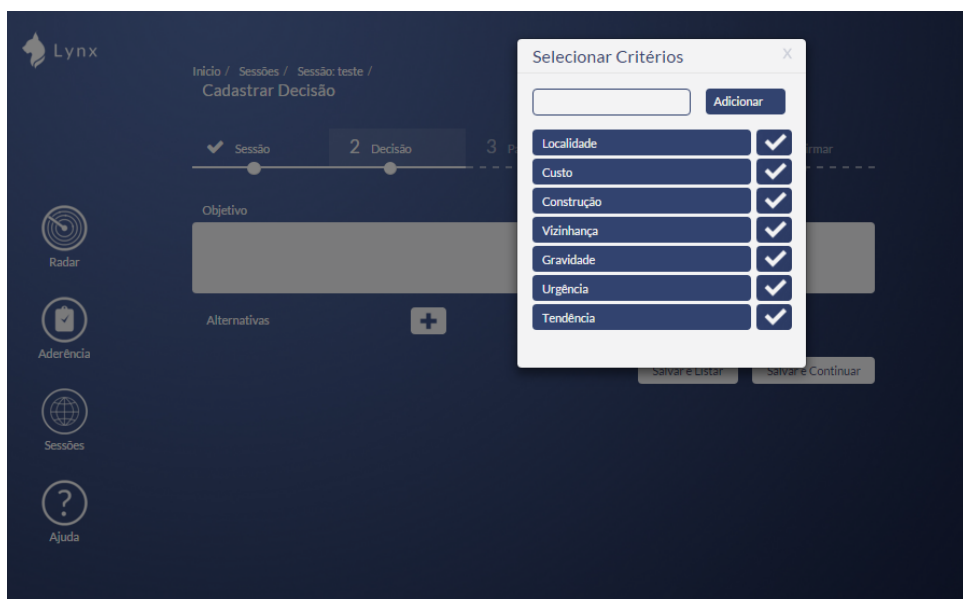 Lynx
Início / Sessões / Sessão: teste /
Cadastrar Decisão
Sessão
2 Decisão
3
Objetivo
Alternativas
Salvar e Listar
Salvar e Continuar
Radar
Aderência
Sessões
Ajuda
Selecionar Critérios
X
Adicionar
Localidade
Custo
Construção
Vizinhança
Gravidade
Urgência
Tendência